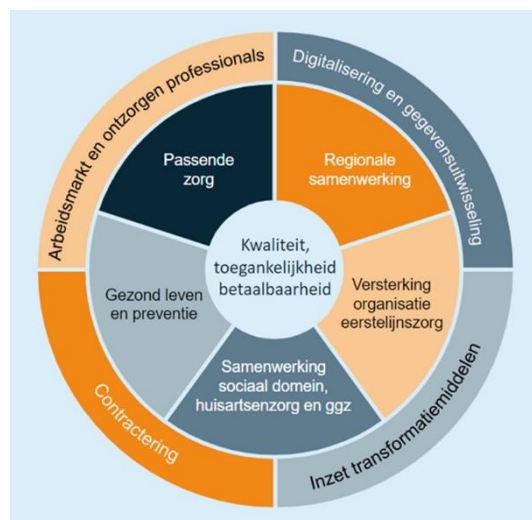 Arbeidsmarkt en ontzorgen professionals
Digitalisering en gegevensuitwisseling
Passende
zorg
Regionale
samenwerking
Kwaliteit,
toegankelijkheid
betaalbaarheid
Gezond leven
en preventie
Versterking
organisatie
eerstelijnszorg
Samenwerking
sociaal domein,
huisartsenzorg en ggz
Contractering
Inzet transformatiemiddelen